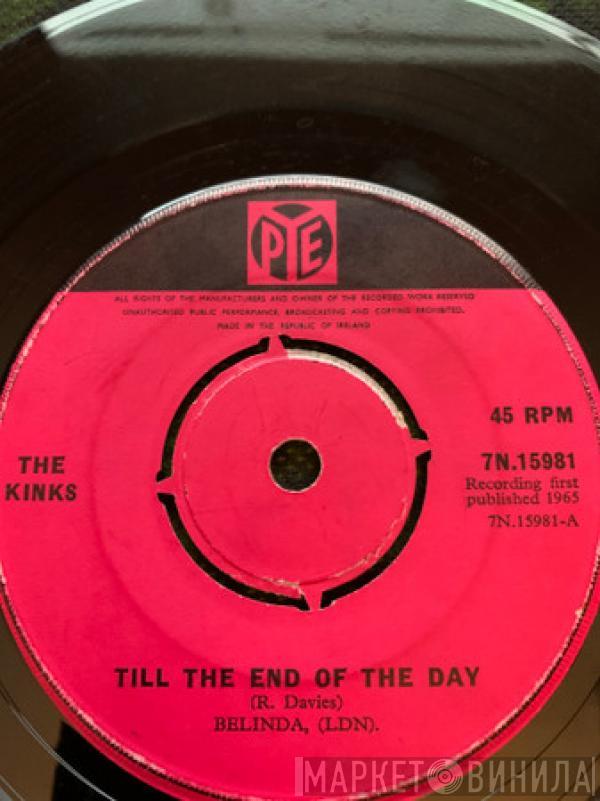 PYE
ALL RIGHTS OF THE MANUFACTURERS AND OWNER OF THE RECORDED WORK RESERVED
UNAUTHORISED PUBLIC PERFORMANCE, BROADCASTING AND COPYING PROHIBITED.
MADE IN THE REPUBLIC OF IRELAND
45 RPM
THE
KINKS
7N.15981
Recording first
published 1965
7N.15981-A
TILL THE END OF THE DAY
(R. Davies)
BELINDA, (LDN).
МАРКЕТ ВИНИЛА